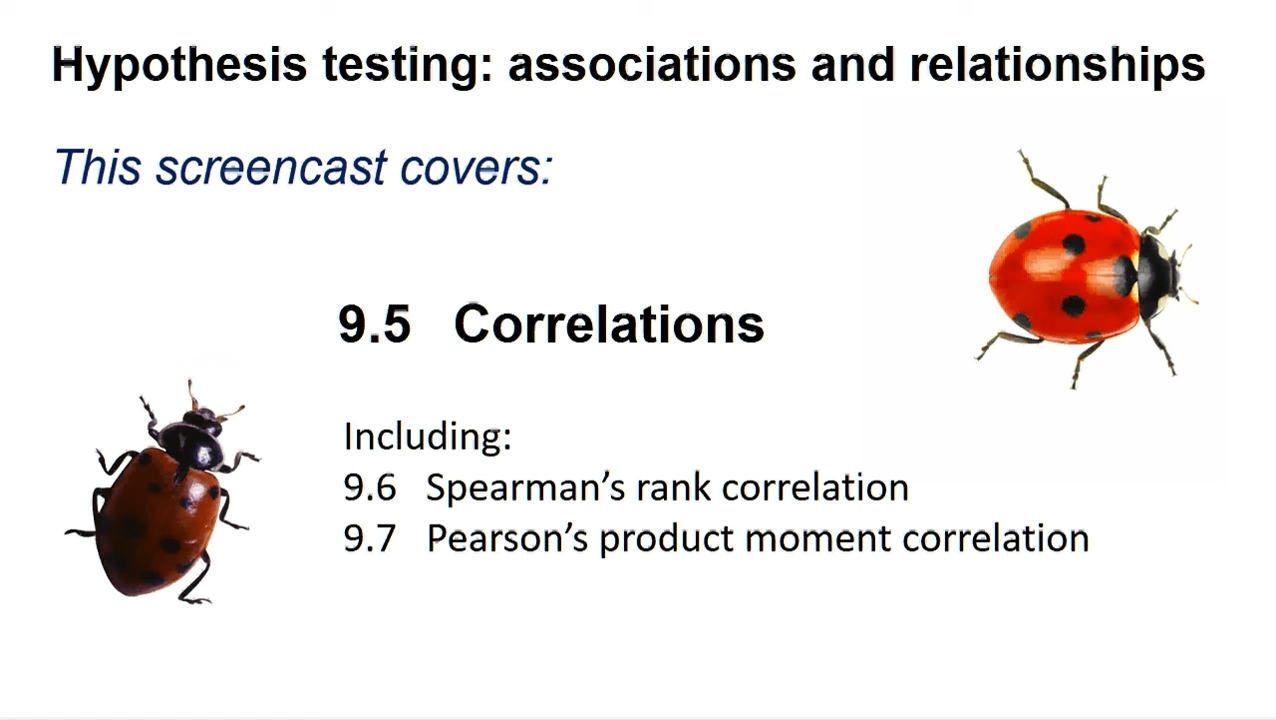 Hypothesis testing: associations and relationships
This screencast covers:
9.5 Correlations
Including:
9.6 Spearman’s rank correlation
9.7 Pearson’s product moment correlation